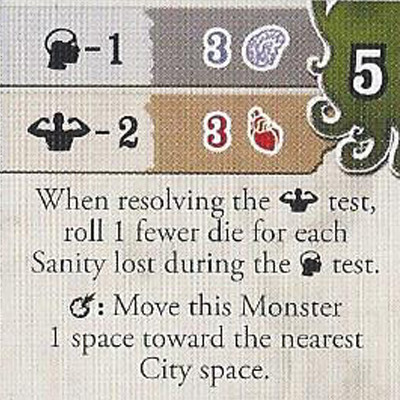 -1 3
5
-2 3
When resolving the test,
roll 1 fewer die for each
Sanity lost during the test.
: Move this Monster
1 space toward the nearest
City space.